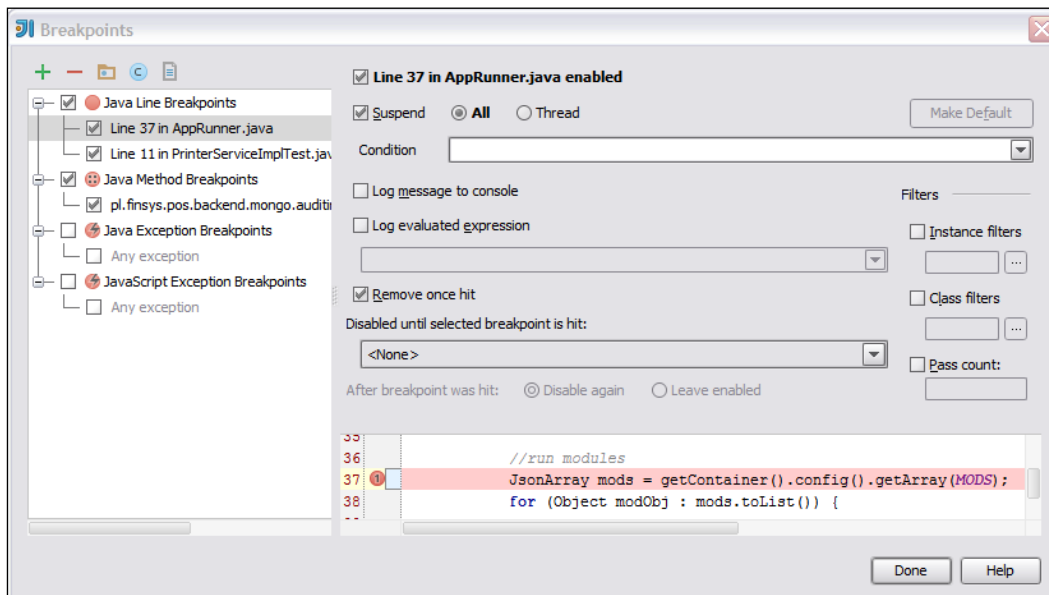 Breakpoints
Java Line Breakpoints
Line 37 in AppRunner.java
Line 11 in PrinterServiceImplTest.jav
Java Method Breakpoints
pl.finsys.pos.backend.mongo.auditi
Java Exception Breakpoints
Any exception
JavaScript Exception Breakpoints
Any exception
Line 37 in AppRunner.java enabled
Suspend All Thread Make Default
Condition
Log message to console
Filters
Log evaluated expression
Instance filters
...
Remove once hit
Class filters
Disabled until selected breakpoint is hit:
...
<None>
Pass count:
After breakpoint was hit: Disable again Leave enabled
35
36 //run modules
37 JsonArray mods = getContainer().config().getArray(MODS);
38 for (Object modObj : mods.toList()) {
Done Help